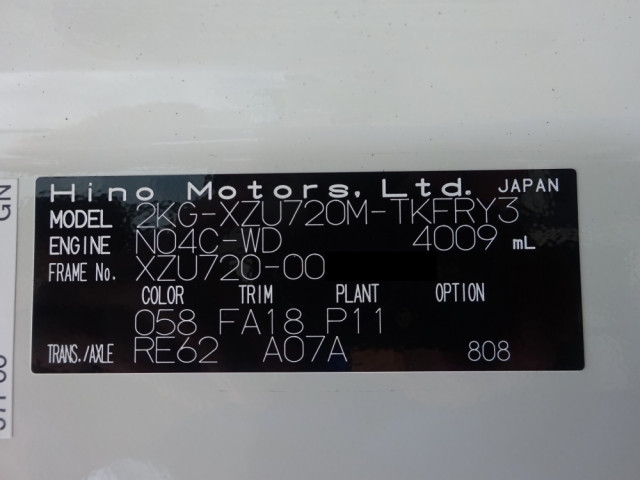 Hino Motors, Ltd. JAPAN
MODEL 2KG-XZU720M-TKFRY3
ENGINE N04C-WD 4009 mL
FRAME No. XZU720-00
COLOR TRIM PLANT OPTION
058 FA18 P11
TRANS./AXLE RE62 A07A 808
GN